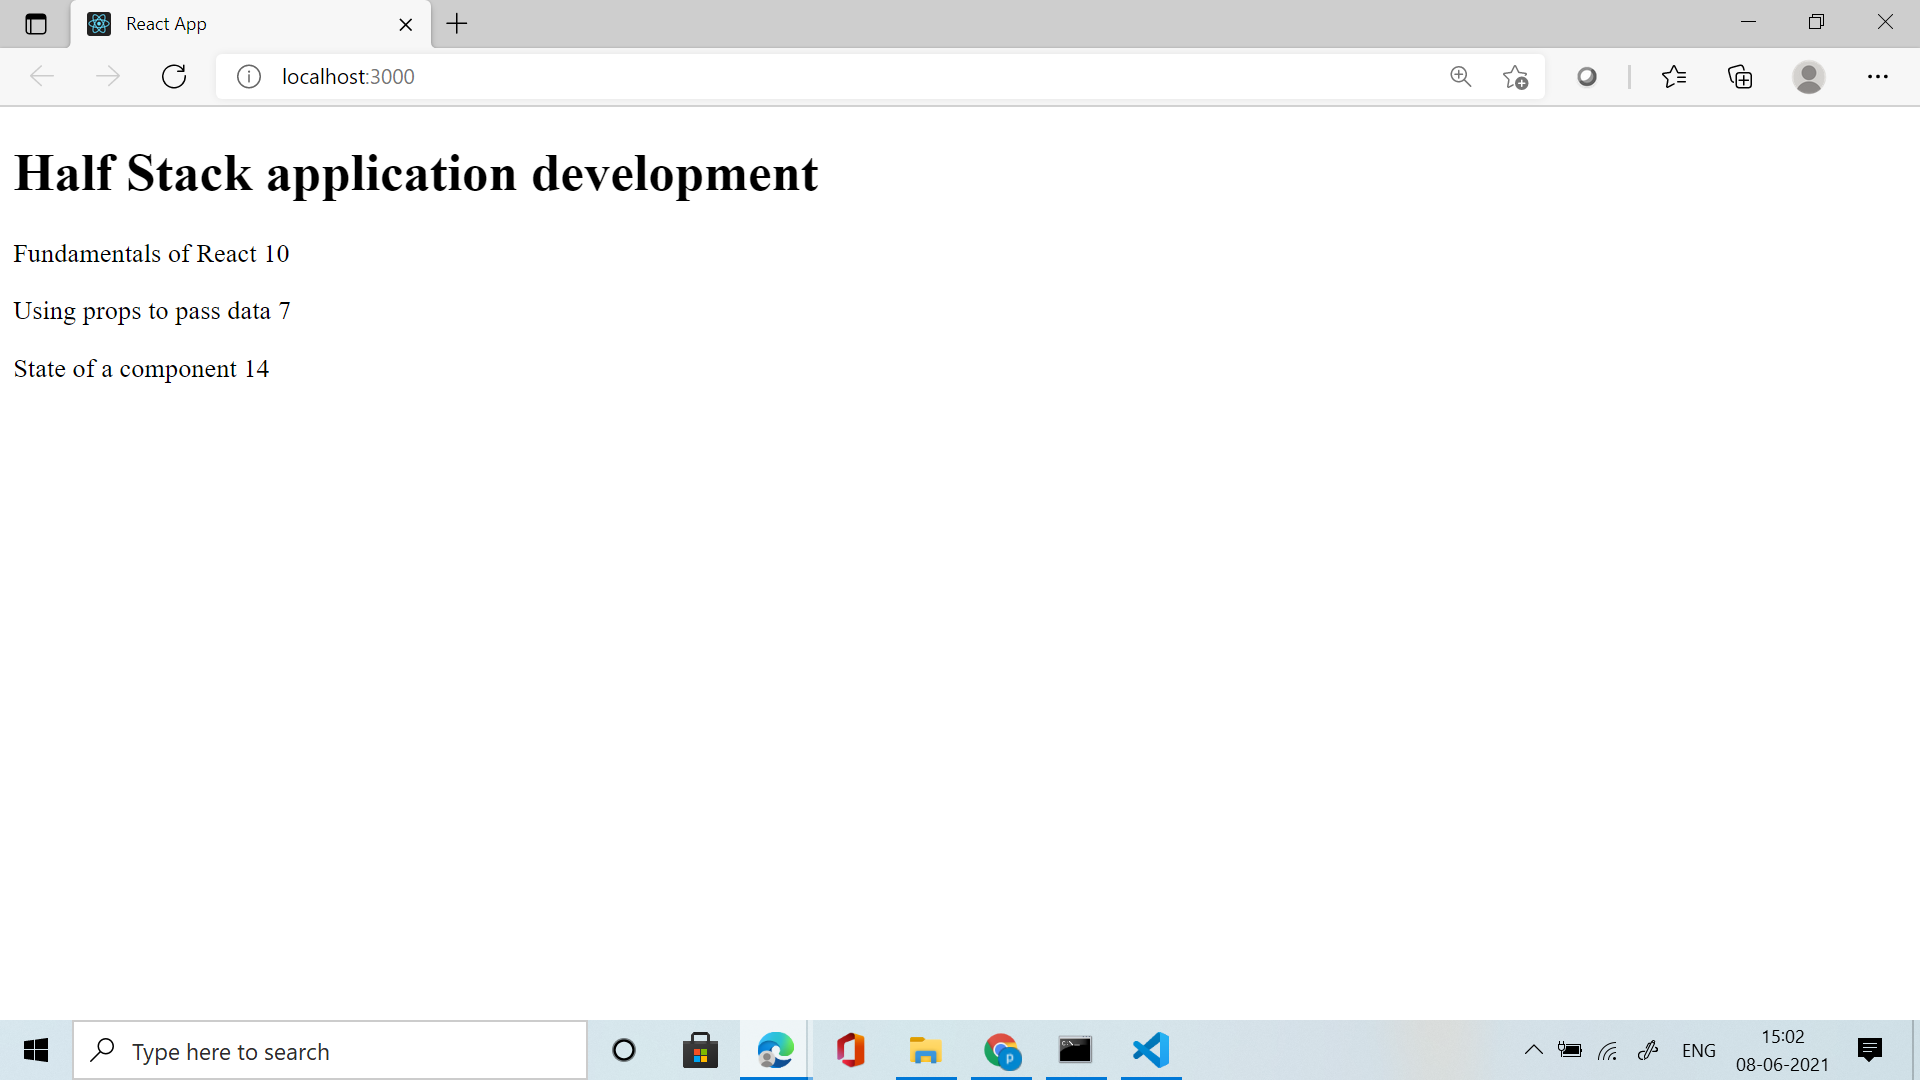 React App
localhost:3000
Half Stack application development
Fundamentals of React 10
Using props to pass data 7
State of a component 14
Type here to search
ENG
15:02
08-06-2021